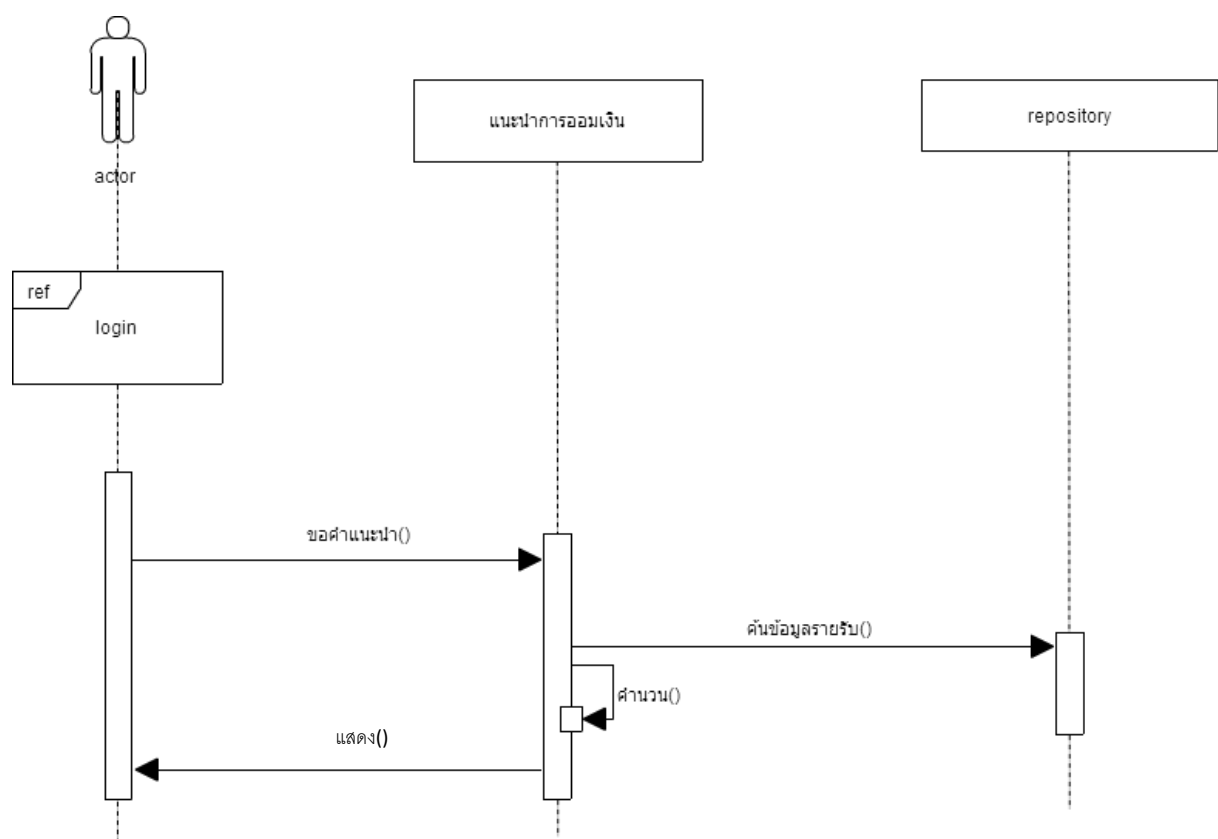 actor
แนะนำการออมเงิน
repository
ref
login
ขอคำแนะนำ()
ค้นข้อมูลรายรับ()
คำนวน()
แสดง()